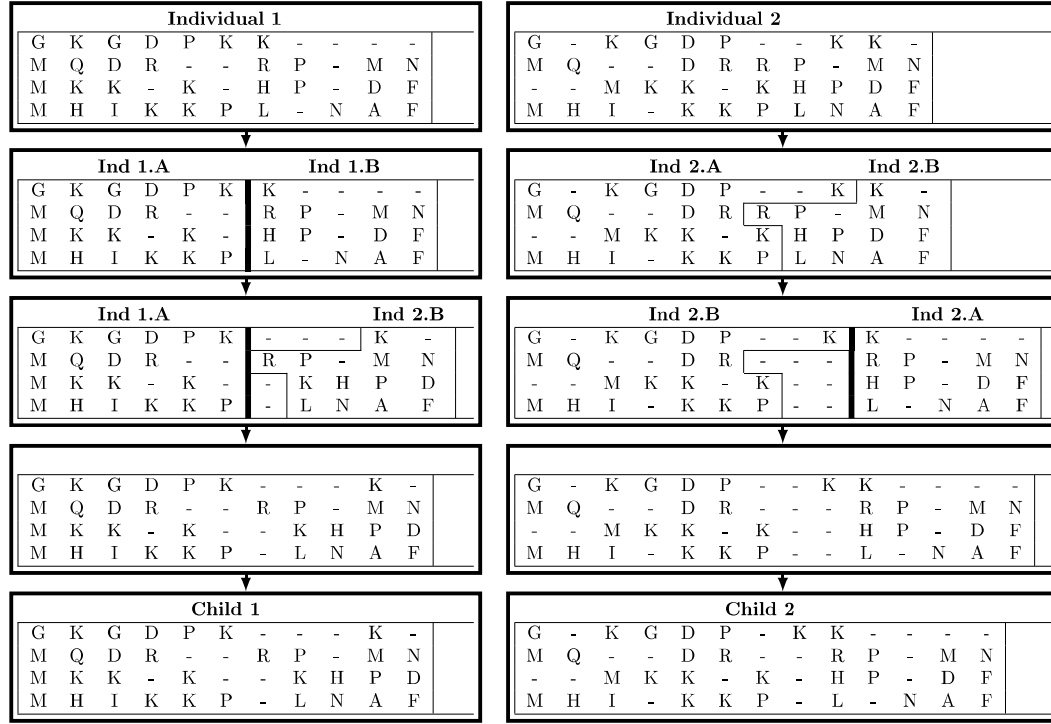 Individual 1
G K G D P K K - - - -
M Q D R - - R P - M N
M K K - K - H P - D F
M H I K K P L - N A F
Individual 2
G - K G D P - - K K -
M Q - - D R R P - M N
- - M K K - K H P D F
M H I - K K P L N A F
Ind 1.A Ind 1.B
G K G D P K K - - - -
M Q D R - - R P - M N
M K K - K - H P - D F
M H I K K P L - N A F
Ind 2.A Ind 2.B
G - K G D P - - K K -
M Q - - D R R P - M N
- - M K K - K H P D F
M H I - K K P L N A F
Ind 1.A Ind 2.B
G K G D P K - - - K -
M Q D R - - R P - M N
M K K - K - - K H P D
M H I K K P - L N A F
Ind 2.B Ind 2.A
G - K G D P - - K K - - - -
M Q - - D R - - - R P - M N
- - M K K - K - - H P - D F
M H I - K K P - - L - N A F
G K G D P K - - - K -
M Q D R - - R P - M N
M K K - K - - K H P D
M H I K K P - L N A F
G - K G D P - - K K - - - -
M Q - - D R - - - R P - M N
- - M K K - K - - H P - D F
M H I - K K P - - L - N A F
Child 1
G K G D P K - - - K -
M Q D R - - R P - M N
M K K - K - - K H P D
M H I K K P - L N A F
Child 2
G - K G D P - K K - - - -
M Q - - D R - - R P - M N
- - M K K - K - H P - D F
M H I - K K P - L - N A F